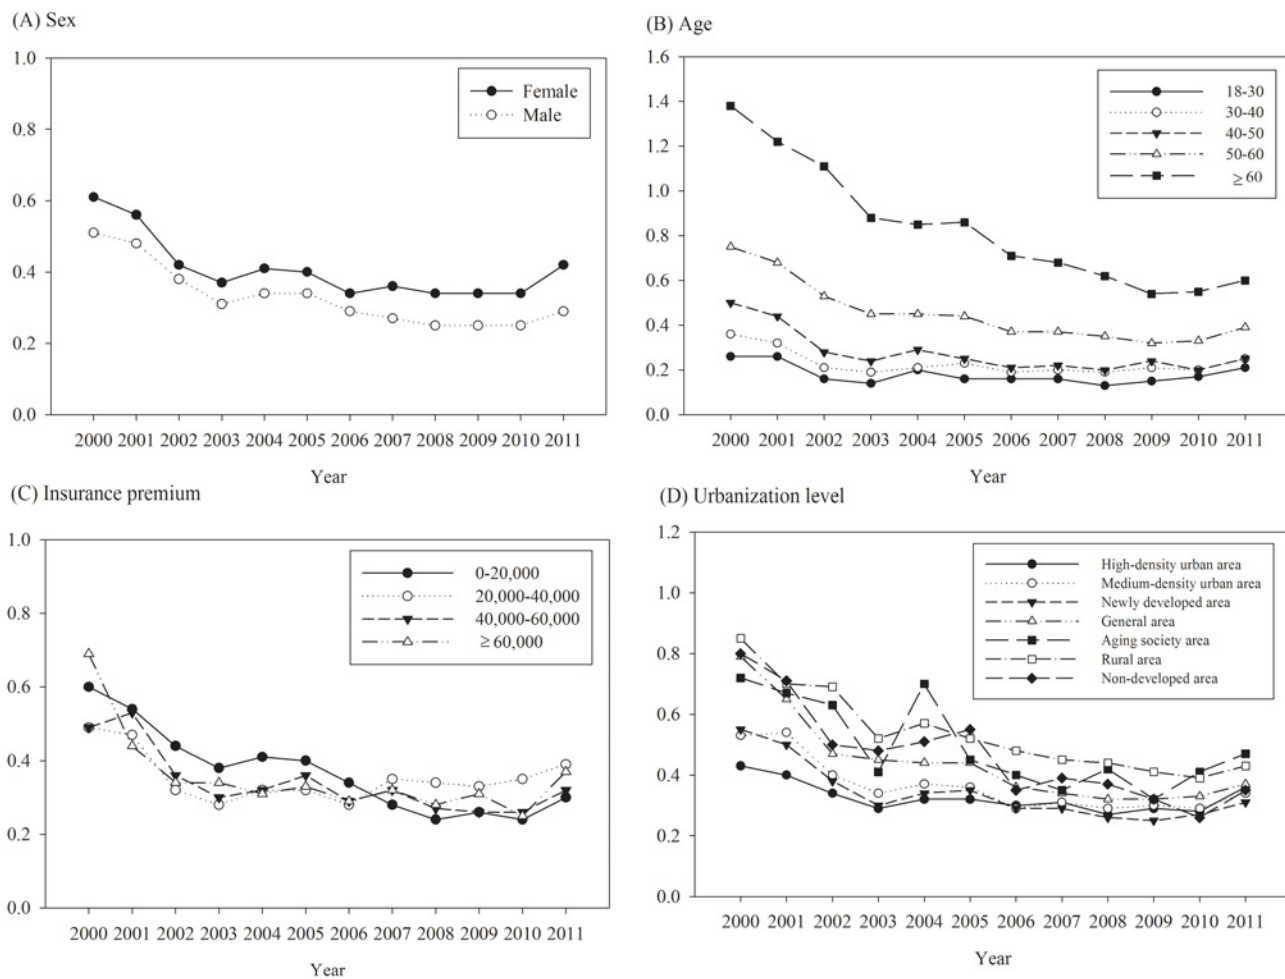 (A) Sex
1.0
0.8
0.6
0.4
0.2
0.0
Female
Male
2000 2001 2002 2003 2004 2005 2006 2007 2008 2009 2010 2011
Year
(B) Age
1.6
1.4
1.2
1.0
0.8
0.6
0.4
0.2
0.0
18-30
30-40
40-50
50-60
≥60
2000 2001 2002 2003 2004 2005 2006 2007 2008 2009 2010 2011
Year
(C) Insurance premium
1.0
0.8
0.6
0.4
0.2
0.0
0-20,000
20,000-40,000
40,000-60,000
≥60,000
2000 2001 2002 2003 2004 2005 2006 2007 2008 2009 2010 2011
Year
(D) Urbanization level
1.2
1.0
0.8
0.6
0.4
0.2
0.0
High-density urban area
Medium-density urban area
Newly developed area
General area
Aging society area
Rural area
Non-developed area
2000 2001 2002 2003 2004 2005 2006 2007 2008 2009 2010 2011
Year